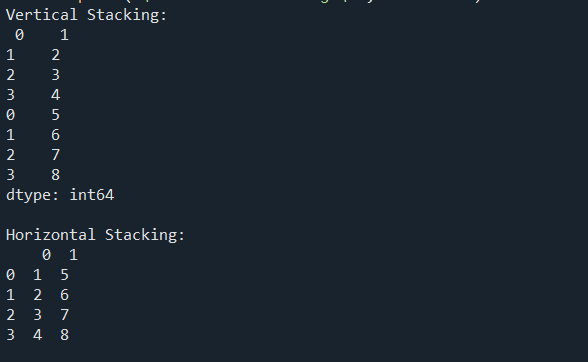 Vertical Stacking:
 0    1
1    2
2    3
3    4
0    5
1    6
2    7
3    8
dtype: int64

Horizontal Stacking:
    0  1
0  1  5
1  2  6
2  3  7
3  4  8